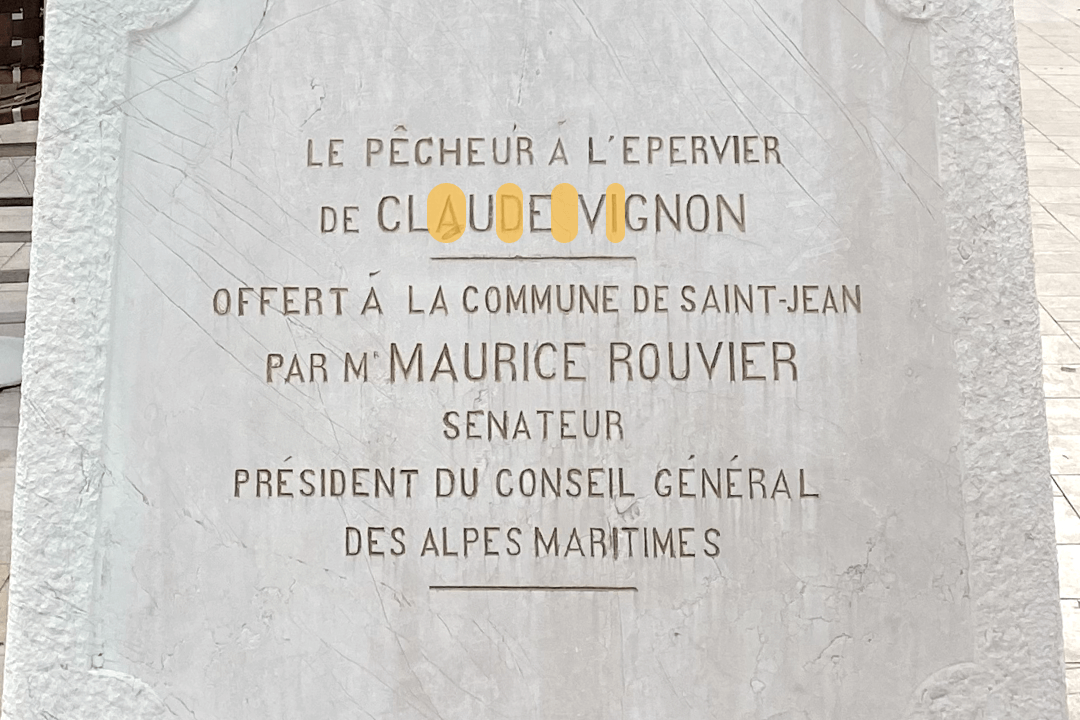 LE PÊCHEUR A L'EPERVIER
DE CLAUDE VIGNON
OFFERT À LA COMMUNE DE SAINT-JEAN
PAR Mʳ MAURICE ROUVIER
SENATEUR
PRÉSIDENT DU CONSEIL GÉNÉRAL
DES ALPES MARITIMES